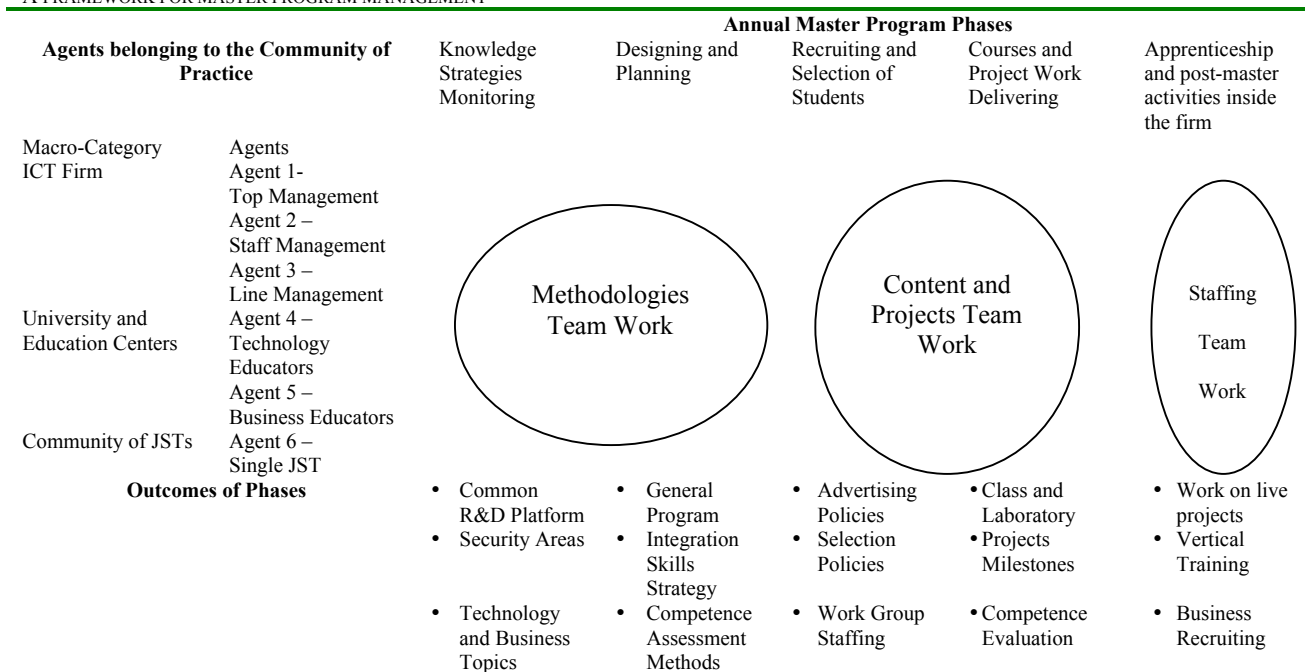 A FRAMEWORK FOR MASTER PROGRAM MANAGEMENT
Annual Master Program Phases
Agents belonging to the Community of
Practice
Knowledge
Strategies
Monitoring
Designing and
Planning
Recruiting and
Selection of
Students
Courses and
Project Work
Delivering
Apprenticeship
and post-master
activities inside
the firm
Macro-Category
Agents
ICT Firm
Agent 1-
Top Management
Agent 2 –
Staff Management
Agent 3 –
Line Management
University and
Education Centers
Agent 4 –
Technology
Educators
Agent 5 –
Business Educators
Community of JSTs
Agent 6 –
Single JST
Methodologies
Team Work
Content and
Projects Team
Work
Staffing
Team
Work
Outcomes of Phases
• Common
R&D Platform
• Security Areas
• Technology
and Business
Topics
• General
Program
• Integration
Skills
Strategy
• Competence
Assessment
Methods
• Advertising
Policies
• Selection
Policies
• Work Group
Staffing
• Class and
Laboratory
• Projects
Milestones
• Competence
Evaluation
• Work on live
projects
• Vertical
Training
• Business
Recruiting